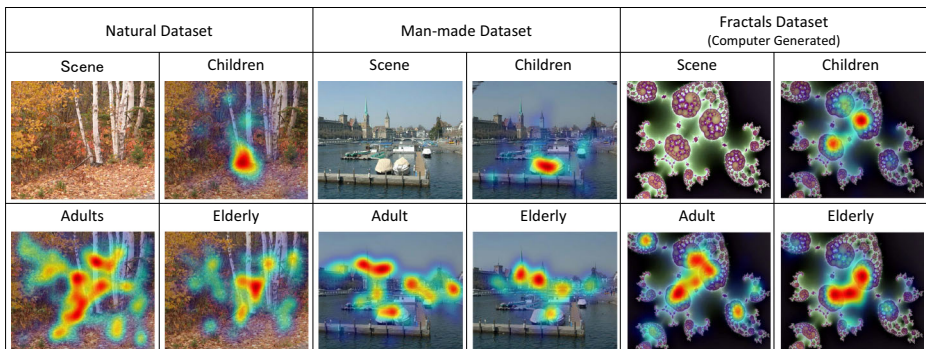 Natural Dataset
Man-made Dataset
Fractals Dataset
(Computer Generated)
Scene
Children
Scene
Children
Scene
Children
Adults
Elderly
Adult
Elderly
Adult
Elderly